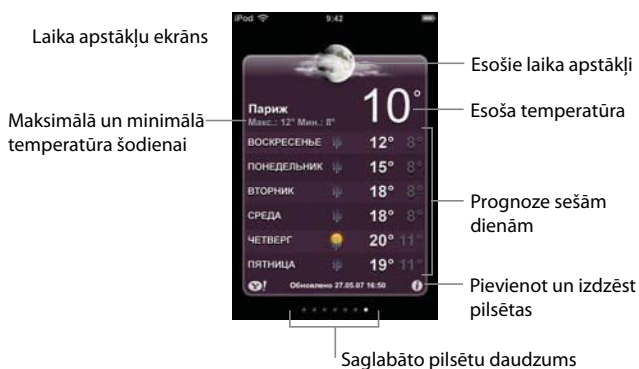 Laika apstākļu ekrāns
iPod 9:42
Esošie laika apstākļi
Париж 10°
Макс.: 12° Мин.: 8°
Esoša temperatūra
Maksimālā un minimālā
temperatūra šodienai
ВОСКРЕСЕНЬЕ 12° 8°
ПОНЕДЕЛЬНИК 15° 8°
ВТОРНИК 18° 8°
СРЕДА 18° 8°
ЧЕТВЕРГ 20° 11°
ПЯТНИЦА 19° 11°
Prognoze sešām
dienām
Y! Обновлено 27.05.07 16:50 i
Pievienot un izdzēst
pilsētas
Saglabāto pilsētu daudzums